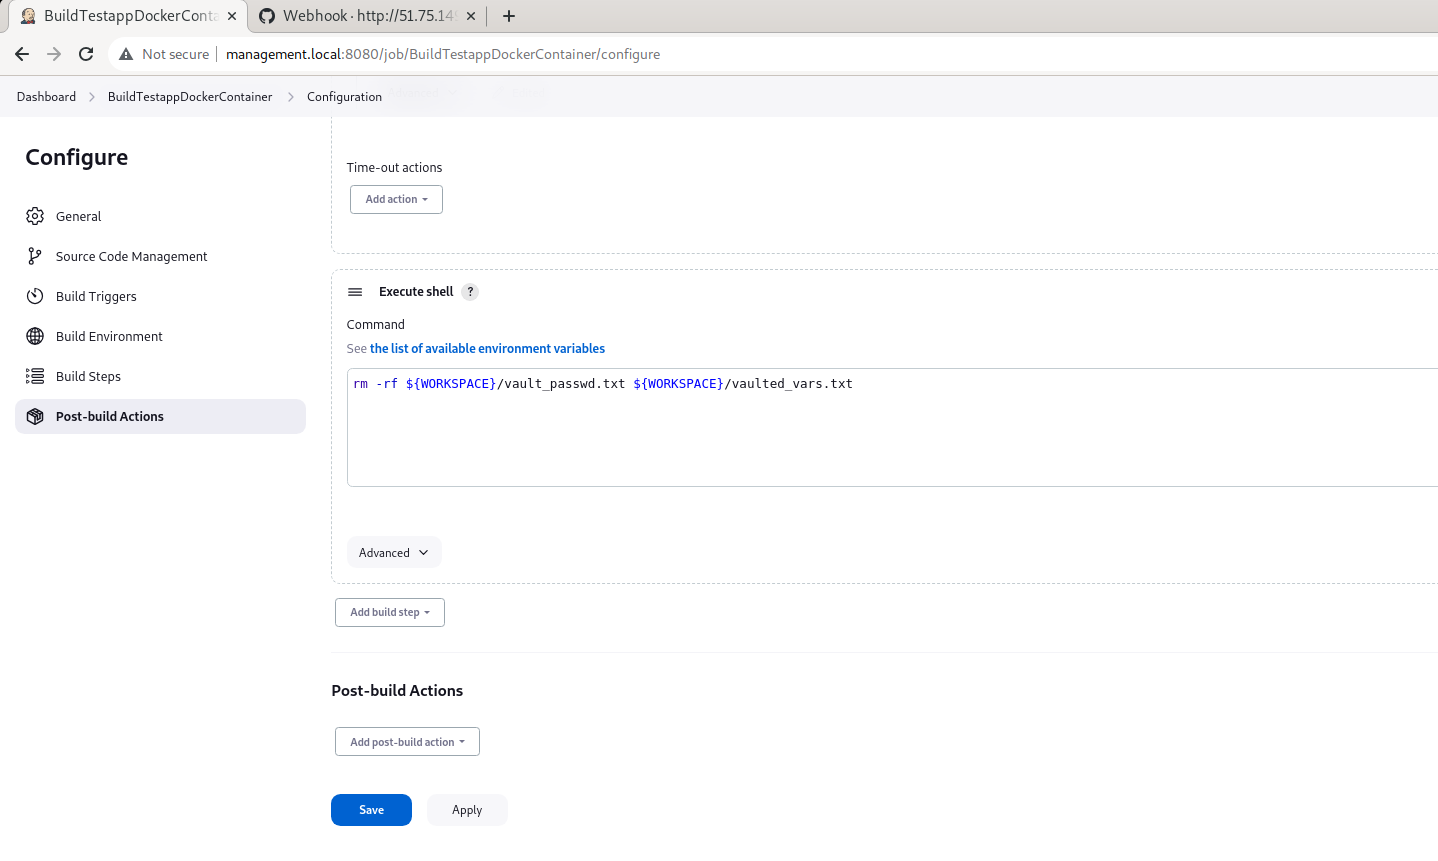 BuildTestappDockerConta
Webhook · http://51.75.149
Not secure
management.local:8080/job/BuildTestappDockerContainer/configure
Dashboard
BuildTestappDockerContainer
Configuration
Configure
General
Source Code Management
Build Triggers
Build Environment
Build Steps
Post-build Actions
Time-out actions
Add action
Execute shell ?
Command
See the list of available environment variables
rm -rf ${WORKSPACE}/vault_passwd.txt ${WORKSPACE}/vaulted_vars.txt
Advanced
Add build step
Post-build Actions
Add post-build action
Save
Apply